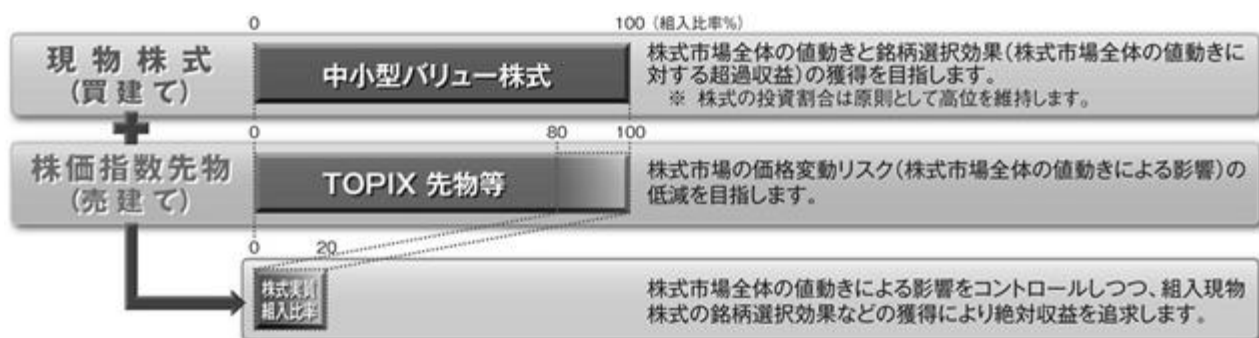 0 100 (組入比率%)
現物株式
(買建て)
中小型バリュー株式
株式市場全体の値動きと銘柄選択効果(株式市場全体の値動きに
対する超過収益)の獲得を目指します。
※ 株式の投資割合は原則として高位を維持します。
0 80 100
株価指数先物
(売建て)
TOPIX 先物等
株式市場の価格変動リスク(株式市場全体の値動きによる影響)の
低減を目指します。
0 20
株式実質
組入比率
株式市場全体の値動きによる影響をコントロールしつつ、組入現物
株式の銘柄選択効果などの獲得により絶対収益を追求します。